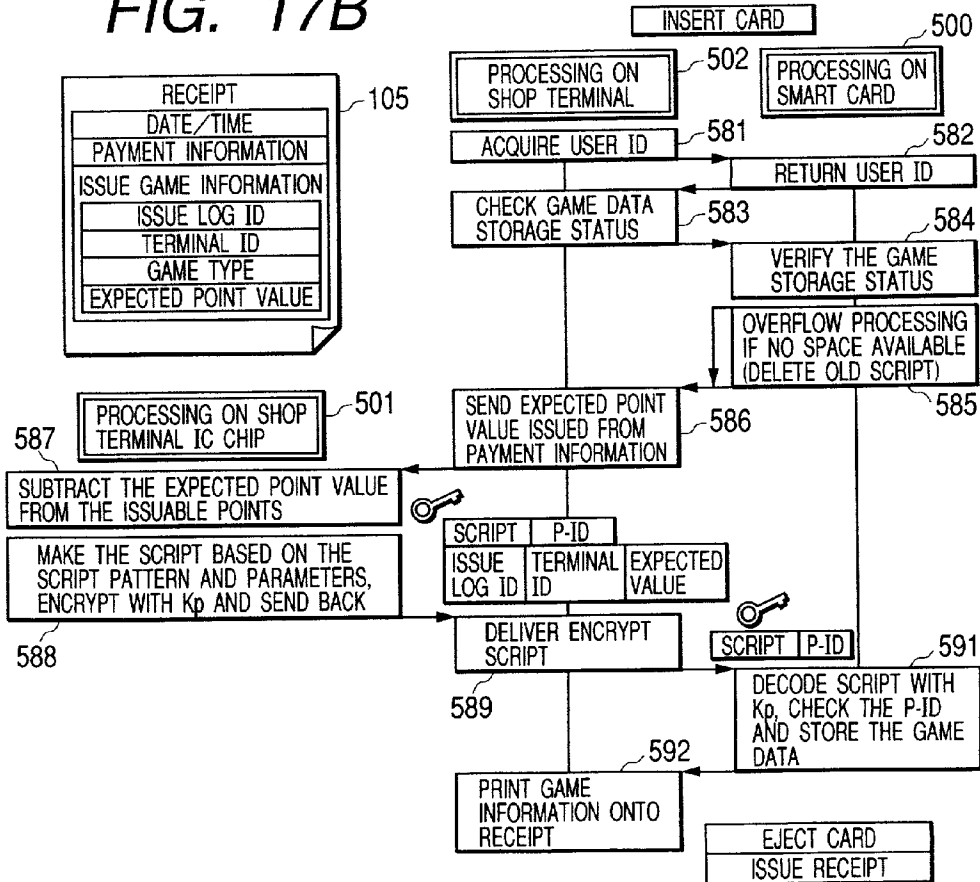 FIG. 17B
INSERT CARD
500
502
PROCESSING ON
SHOP TERMINAL
PROCESSING ON
SMART CARD
RECEIPT
DATE/TIME
PAYMENT INFORMATION
ISSUE GAME INFORMATION
ISSUE LOG ID
TERMINAL ID
GAME TYPE
EXPECTED POINT VALUE
105
581
ACQUIRE USER ID
582
RETURN USER ID
CHECK GAME DATA
STORAGE STATUS
583
584
VERIFY THE GAME
STORAGE STATUS
OVERFLOW PROCESSING
IF NO SPACE AVAILABLE
(DELETE OLD SCRIPT)
585
PROCESSING ON SHOP
TERMINAL IC CHIP
501
SEND EXPECTED POINT
VALUE ISSUED FROM
PAYMENT INFORMATION
586
587
SUBTRACT THE EXPECTED POINT VALUE
FROM THE ISSUABLE POINTS
MAKE THE SCRIPT BASED ON THE
SCRIPT PATTERN AND PARAMETERS,
ENCRYPT WITH Kp AND SEND BACK
588
SCRIPT P-ID
ISSUE LOG ID
TERMINAL ID
EXPECTED VALUE
DELIVER ENCRYPT
SCRIPT
589
SCRIPT P-ID
591
DECODE SCRIPT WITH
Kp, CHECK THE P-ID
AND STORE THE GAME
DATA
592
PRINT GAME
INFORMATION ONTO
RECEIPT
EJECT CARD
ISSUE RECEIPT